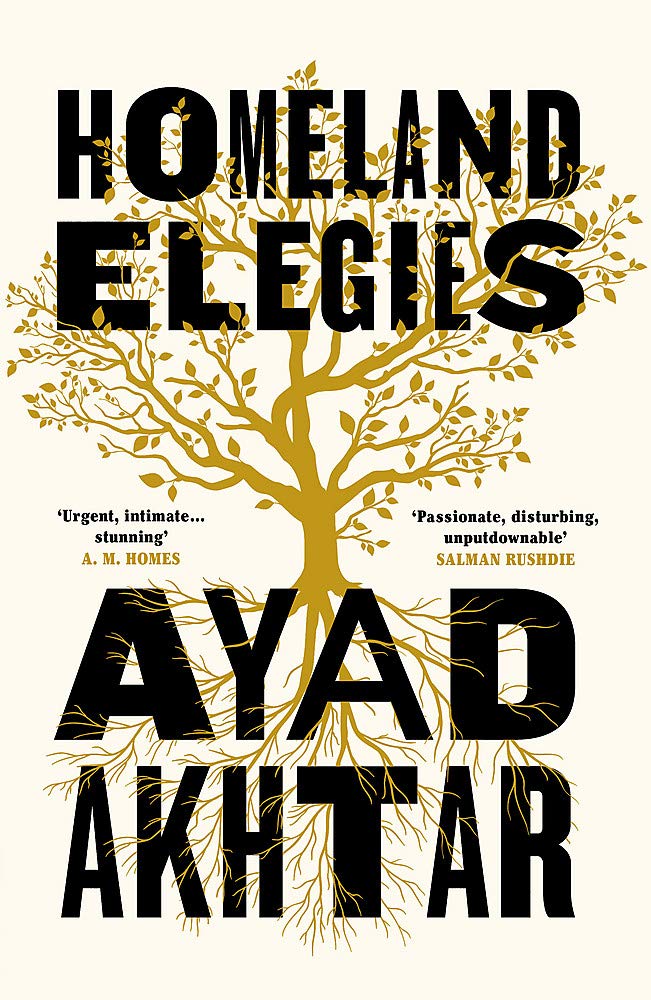 HOMELAND
ELEGIES
‘Urgent, intimate...
stunning’
A. M. HOMES
‘Passionate, disturbing,
unputdownable’
SALMAN RUSHDIE
AYAD
AKHTAR